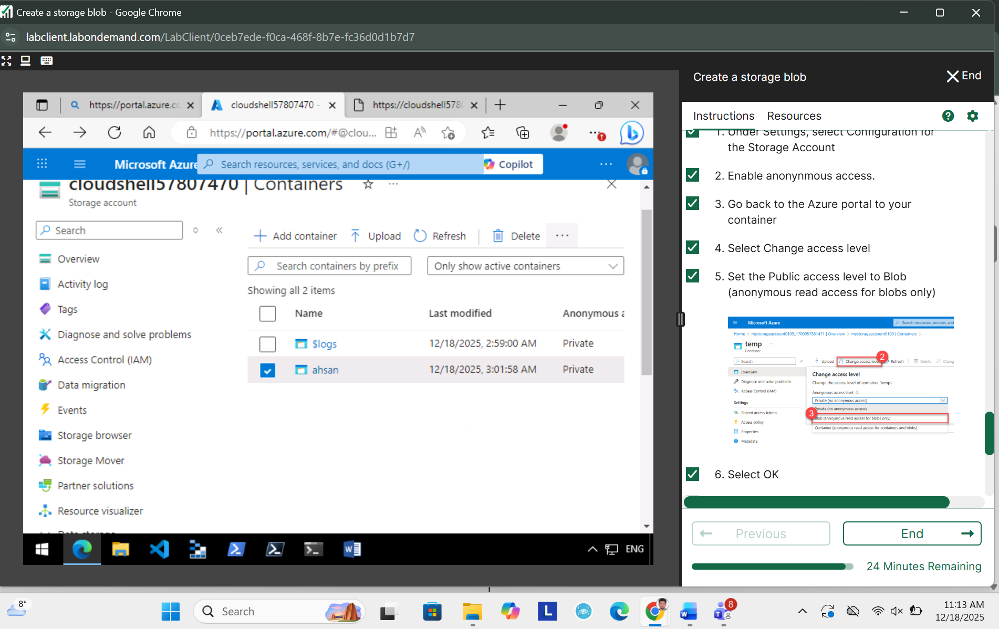 Create a storage blob - Google Chrome
labclient.labondemand.com/LabClient/0ceb7ede-f0ca-468f-8b7e-fc36d0d1b7d7
Create a storage blob
End
https://portal.azure.cc
cloudshell57807470 -
https://cloudshell578
https://portal.azure.com/#@clou...
Microsoft Azure
Search resources, services, and docs (G+/)
Copilot
cloudshell57807470 | Containers
Storage account
Search
Add container
Upload
Refresh
Delete
Search containers by prefix
Only show active containers
Showing all 2 items
Name
Last modified
Anonymous a
$logs
12/18/2025, 2:59:00 AM
Private
ahsan
12/18/2025, 3:01:58 AM
Private
Overview
Activity log
Tags
Diagnose and solve problems
Access Control (IAM)
Data migration
Events
Storage browser
Storage Mover
Partner solutions
Resource visualizer
Data storage
ENG
Instructions
Resources
1. Under Settings, select Configuration for
the Storage Account
2. Enable anonynmous access.
3. Go back to the Azure portal to your
container
4. Select Change access level
5. Set the Public access level to Blob
(anonymous read access for blobs only)
Microsoft Azure
Search resources, services, and
Home > mystorageaccount0109_1700057381471 | Overview > mystorageaccount0109 | Containers >
temp
Container
Search
Upload
Change access level
2
Refresh
Delete
Chang
Overview
Diagnose and solve problems
Access Control (IAM)
Settings
Shared access tokens
Access policy
Properties
Metadata
Change access level
Change the access level of container 'temp'.
Anonymous access level
Private (no anonymous access)
Private (no anonymous access)
3
Blob (anonymous read access for blobs only)
Container (anonymous read access for containers and blobs)
6. Select OK
Previous
End
24 Minutes Remaining
8°
Search
L
8
11:13 AM
12/18/2025